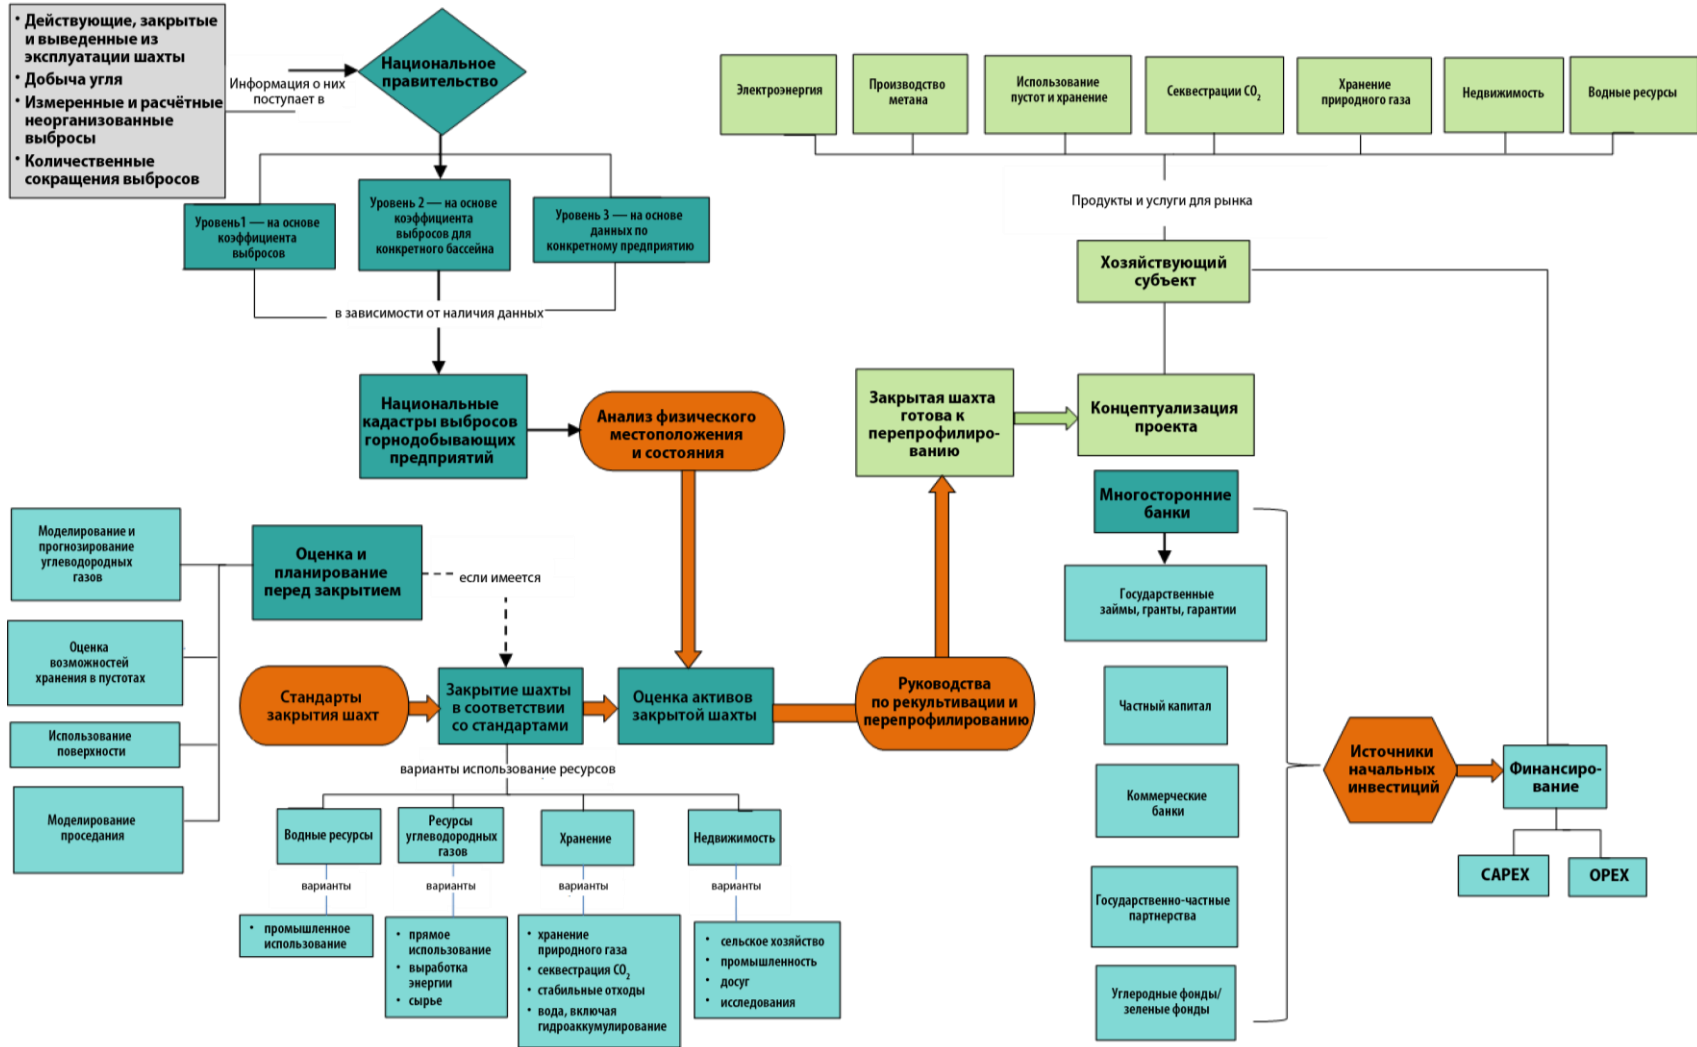 • Действующие, закрытые
и выведенные из
эксплуатации шахты
• Добыча угля
• Измеренные и расчётные
неорганизованные
выбросы
• Количественные
сокращения выбросов
Информация о них
поступает в
Национальное
правительство
Уровень1 — на основе
коэффициента
выбросов
Уровень 2 — на основе
коэффициента
выбросов для
конкретного бассейна
Уровень 3 — на основе
данных по
конкретному предприятию
в зависимости от наличия данных
Национальные
кадастры выбросов
горнодобывающих
предприятий
Анализ физического
местоположения
и состояния
Моделирование и
прогнозирование
углеводородных
газов
Оценка
возможностей
хранения в пустотах
Использование
поверхности
Моделирование
проседания
Оценка и
планирование
перед закрытием
если имеется
Стандарты
закрытия шахт
Закрытие шахты
в соответствии
со стандартами
Оценка активов
закрытой шахты
Руководства
по рекультивации и
перепрофилированию
варианты использование ресурсов
Водные ресурсы
Ресурсы
углеводородных
газов
Хранение
Недвижимость
варианты
варианты
варианты
варианты
• промышленное
использование
• прямое
использование
• выработка
энергии
• сырье
• хранение
природного газа
• секвестрация CO₂
• стабильные отходы
• вода, включая
гидроаккумулирование
• сельское хозяйство
• промышленность
• досуг
• исследования
Электроэнергия
Производство
метана
Использование
пустот и хранение
Секвестрации CO₂
Хранение
природного газа
Недвижимость
Водные ресурсы
Продукты и услуги для рынка
Хозяйствующий
субъект
Закрытая шахта
готова к
перепрофилиро-
ванию
Концептуализация
проекта
Многосторонние
банки
Государственные
займы, гранты, гарантии
Частный капитал
Коммерческие
банки
Государственно-частные
партнерства
Углеродные фонды/
зеленые фонды
Источники
начальных
инвестиций
Финансиро-
вание
CAPEX
OPEX